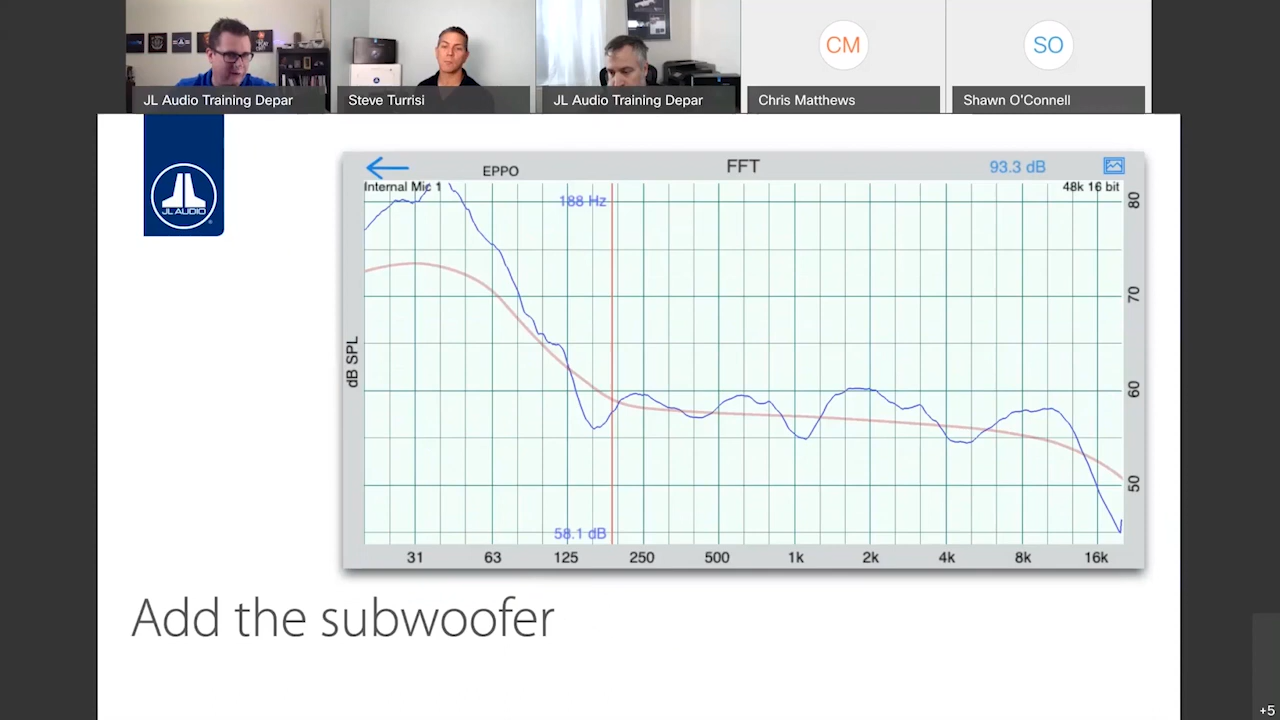 JL Audio Training Depar
Steve Turrisi
JL Audio Training Depar
CM
Chris Matthews
SO
Shawn O'Connell
JL AUDIO
EPPO
FFT
93.3 dB
Internal Mic 1
48k 16 bit
188 Hz
80
70
60
50
dB SPL
58.1 dB
31 63 125 250 500 1k 2k 4k 8k 16k
Add the subwoofer
+5